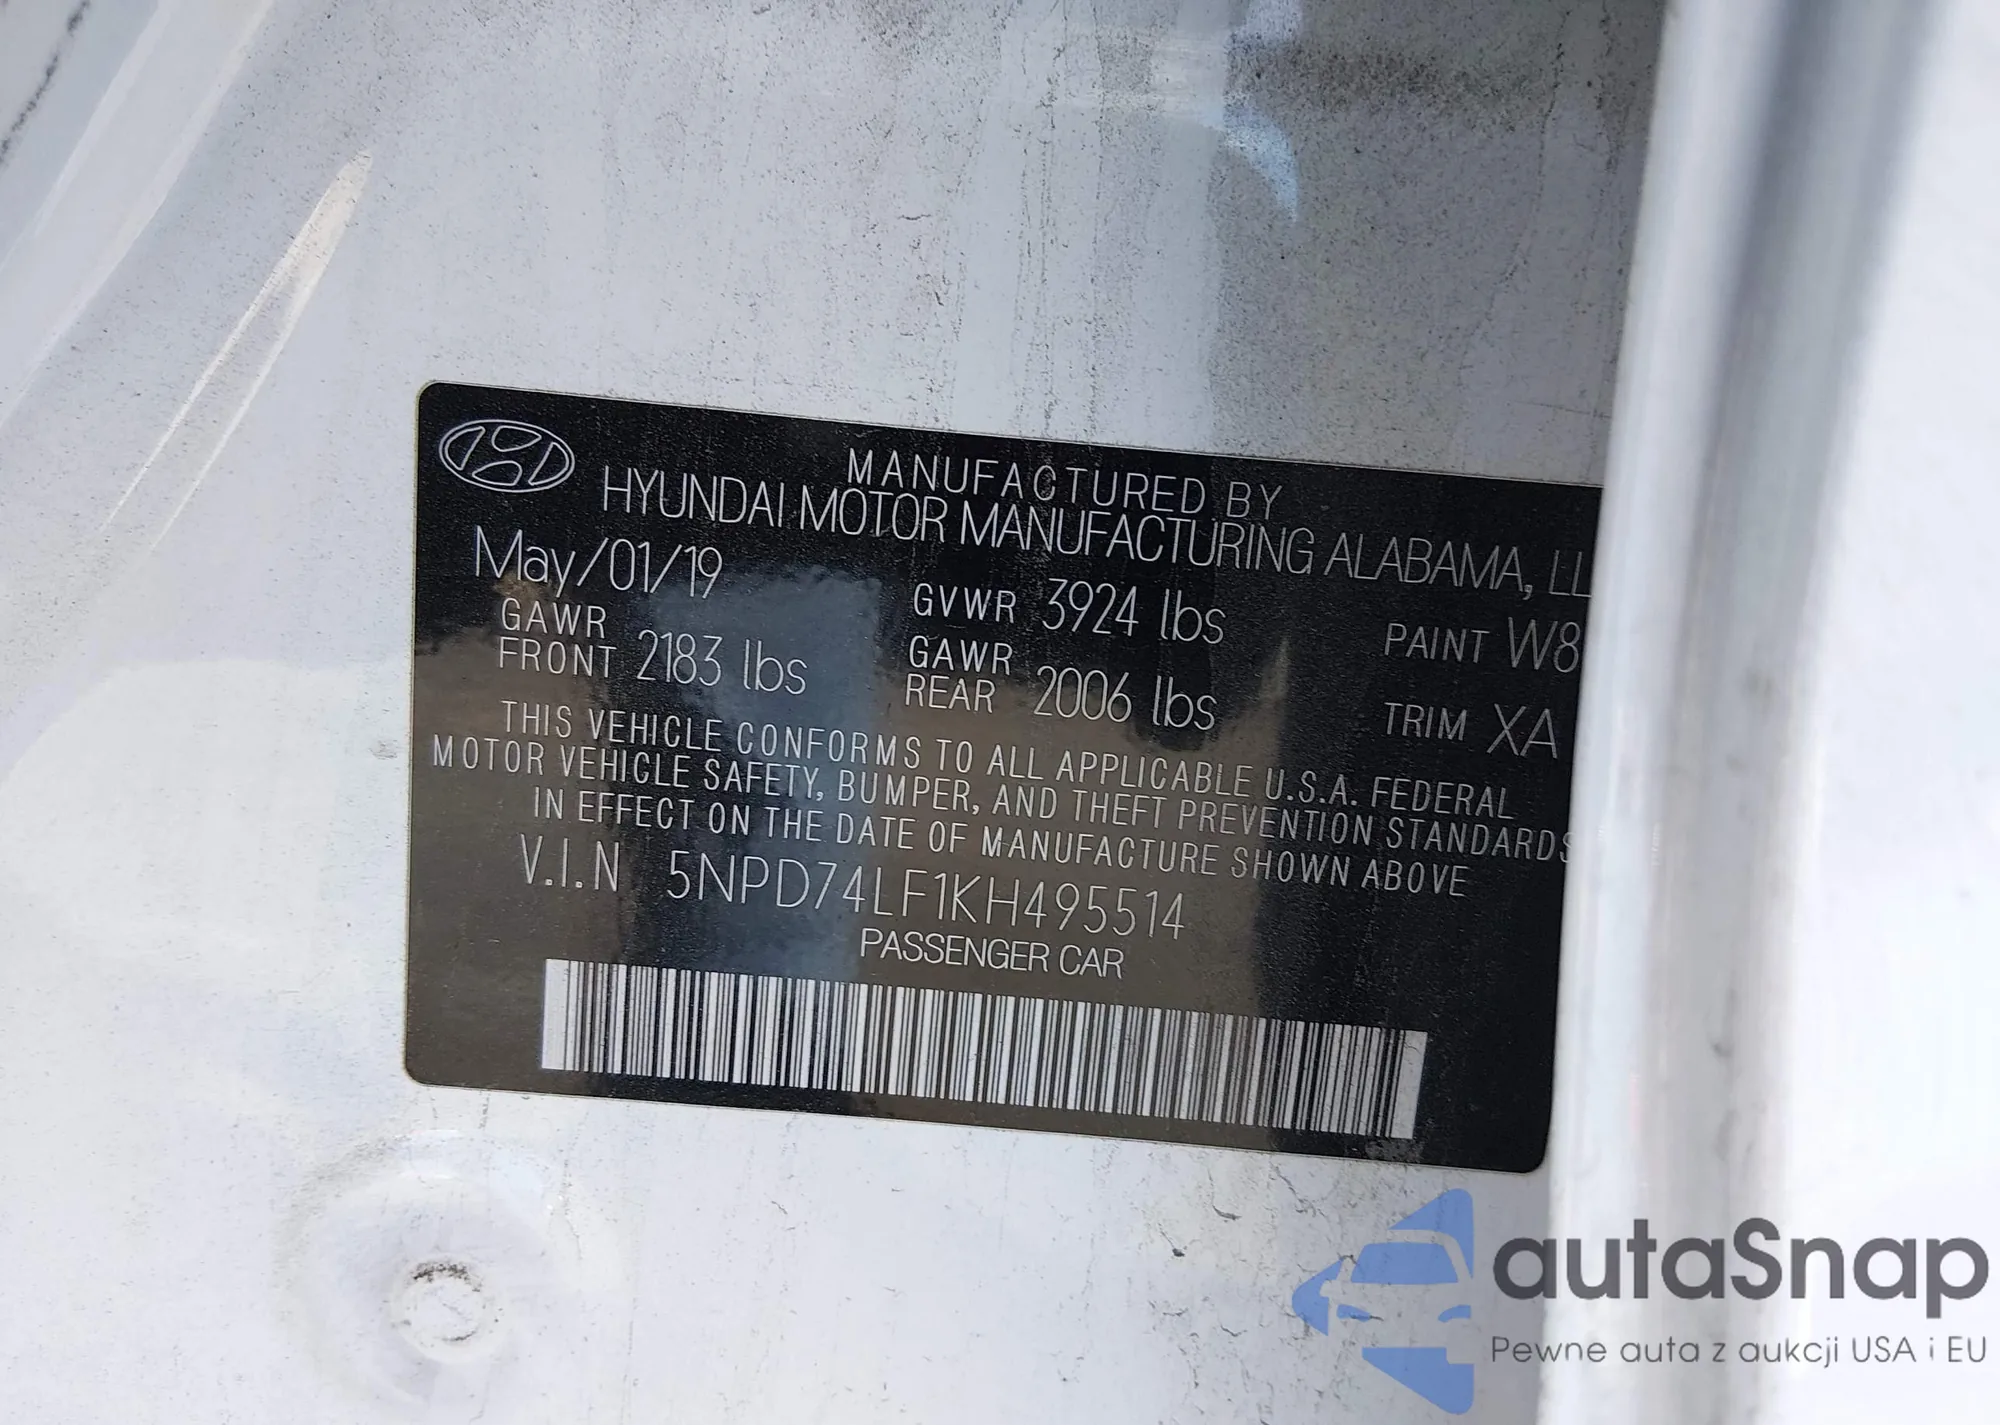 MANUFACTURED BY
HYUNDAI MOTOR MANUFACTURING ALABAMA, LL
May/01/19 GVWR 3924 lbs PAINT W8
GAWR FRONT 2183 lbs GAWR REAR 2006 lbs TRIM XA
THIS VEHICLE CONFORMS TO ALL APPLICABLE U.S.A. FEDERAL
MOTOR VEHICLE SAFETY, BUMPER, AND THEFT PREVENTION STANDARDS
IN EFFECT ON THE DATE OF MANUFACTURE SHOWN ABOVE
V.I.N 5NPD74LF1KH495514
PASSENGER CAR
autaSnap
Pewne auta z aukcji USA i EU